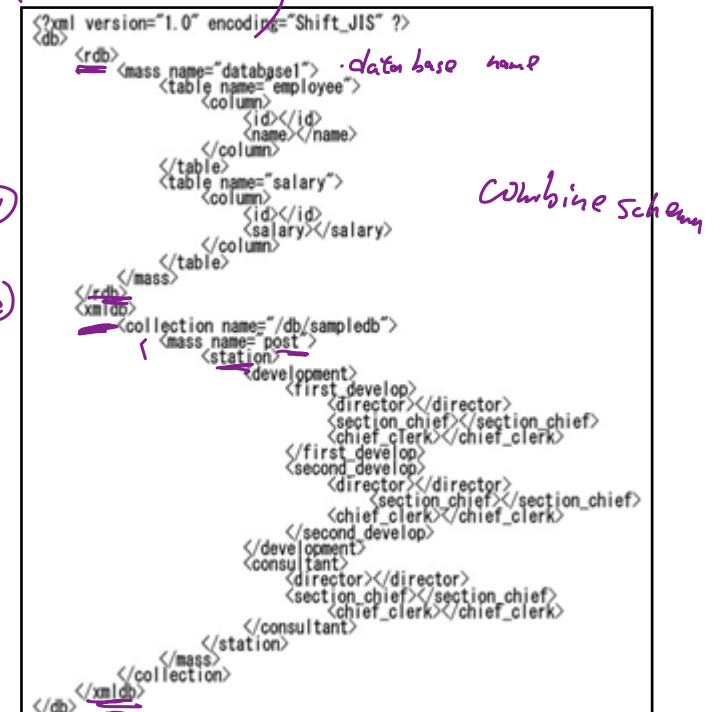 <?xml version="1.0" encoding="Shift_JIS" ?>
<db>
<rdb>
<mass name="database1"> · data base name
<table name="employee">
<column>
<id></id>
<name></name>
</column>
</table>
<table name="salary">
<column>
Combine schema
<id></id>
<salary></salary>
</column>
</table>
</mass>
</rdb>
<xmldb>
<collection name="/db/sampledb">
<mass name="post">
<station>
<development>
<first_develop>
<director></director>
<section_chief></section_chief>
<chief_clerk></chief_clerk>
</first_develop>
<second_develop>
<director></director>
<section_chief></section_chief>
<chief_clerk></chief_clerk>
</second_develop>
</development>
<consultant>
<director></director>
<section_chief></section_chief>
<chief_clerk></chief_clerk>
</consultant>
</station>
</mass>
</collection>
</xmldb>
</db>